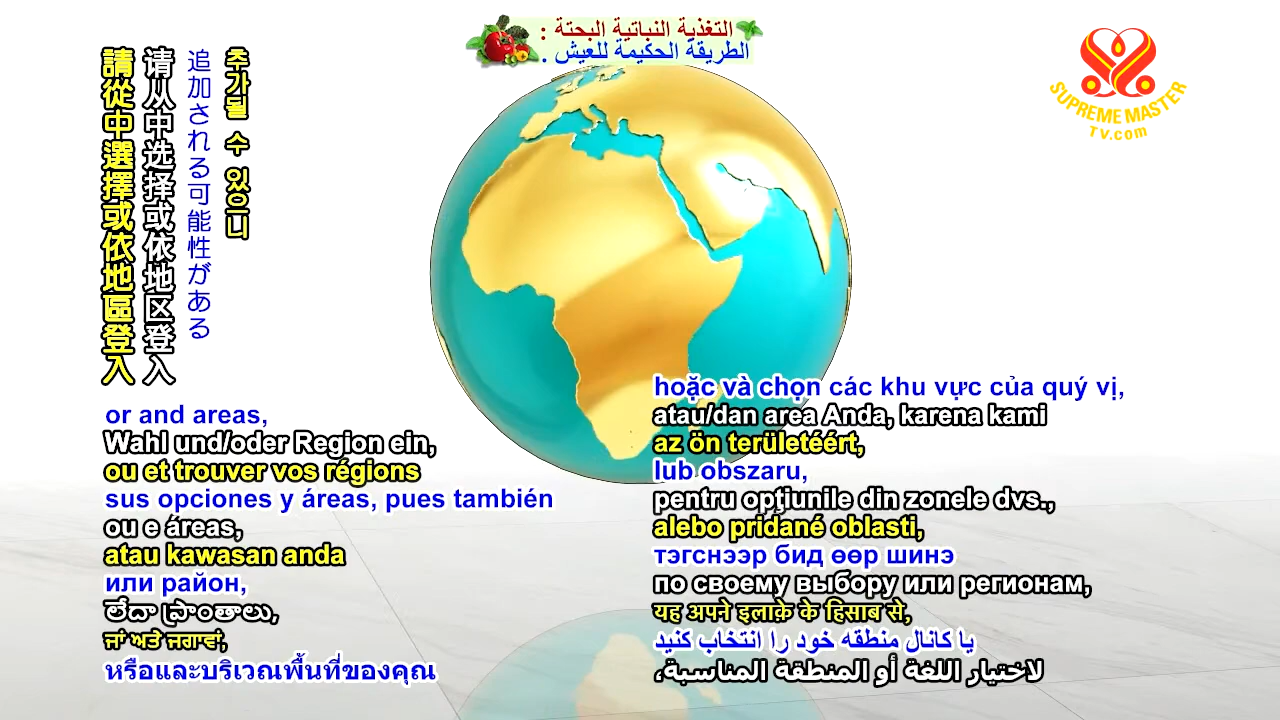 التغذية النباتية البحتة :
الطريقة الحكيمة للعيش .
SUPREME MASTER
TV.com
請從中選擇或依地區登入
请从中选择或依地区登入
追加される可能性がある
추가될 수 있으니
or and areas,
Wahl und/oder Region ein,
ou et trouver vos régions
sus opciones y áreas, pues también
ou e áreas,
atau kawasan anda
или район,
లేదా ప్రాంతాలు,
ਜਾਂ ਅਤੇ ਜਗਾਵਾਂ,
หรือและบริเวณพื้นที่ของคุณ
hoặc và chọn các khu vực của quý vị,
atau/dan area Anda, karena kami
az ön területéért,
lub obszaru,
pentru opţiunile din zonele dvs.,
alebo pridané oblasti,
тэгснээр бид өөр шинэ
по своему выбору или регионам,
यह अपने इलाक़े के हिसाब से,
یا کانال منطقه خود را انتخاب کنید
لاختيار اللغة أو المنطقة المناسبة،